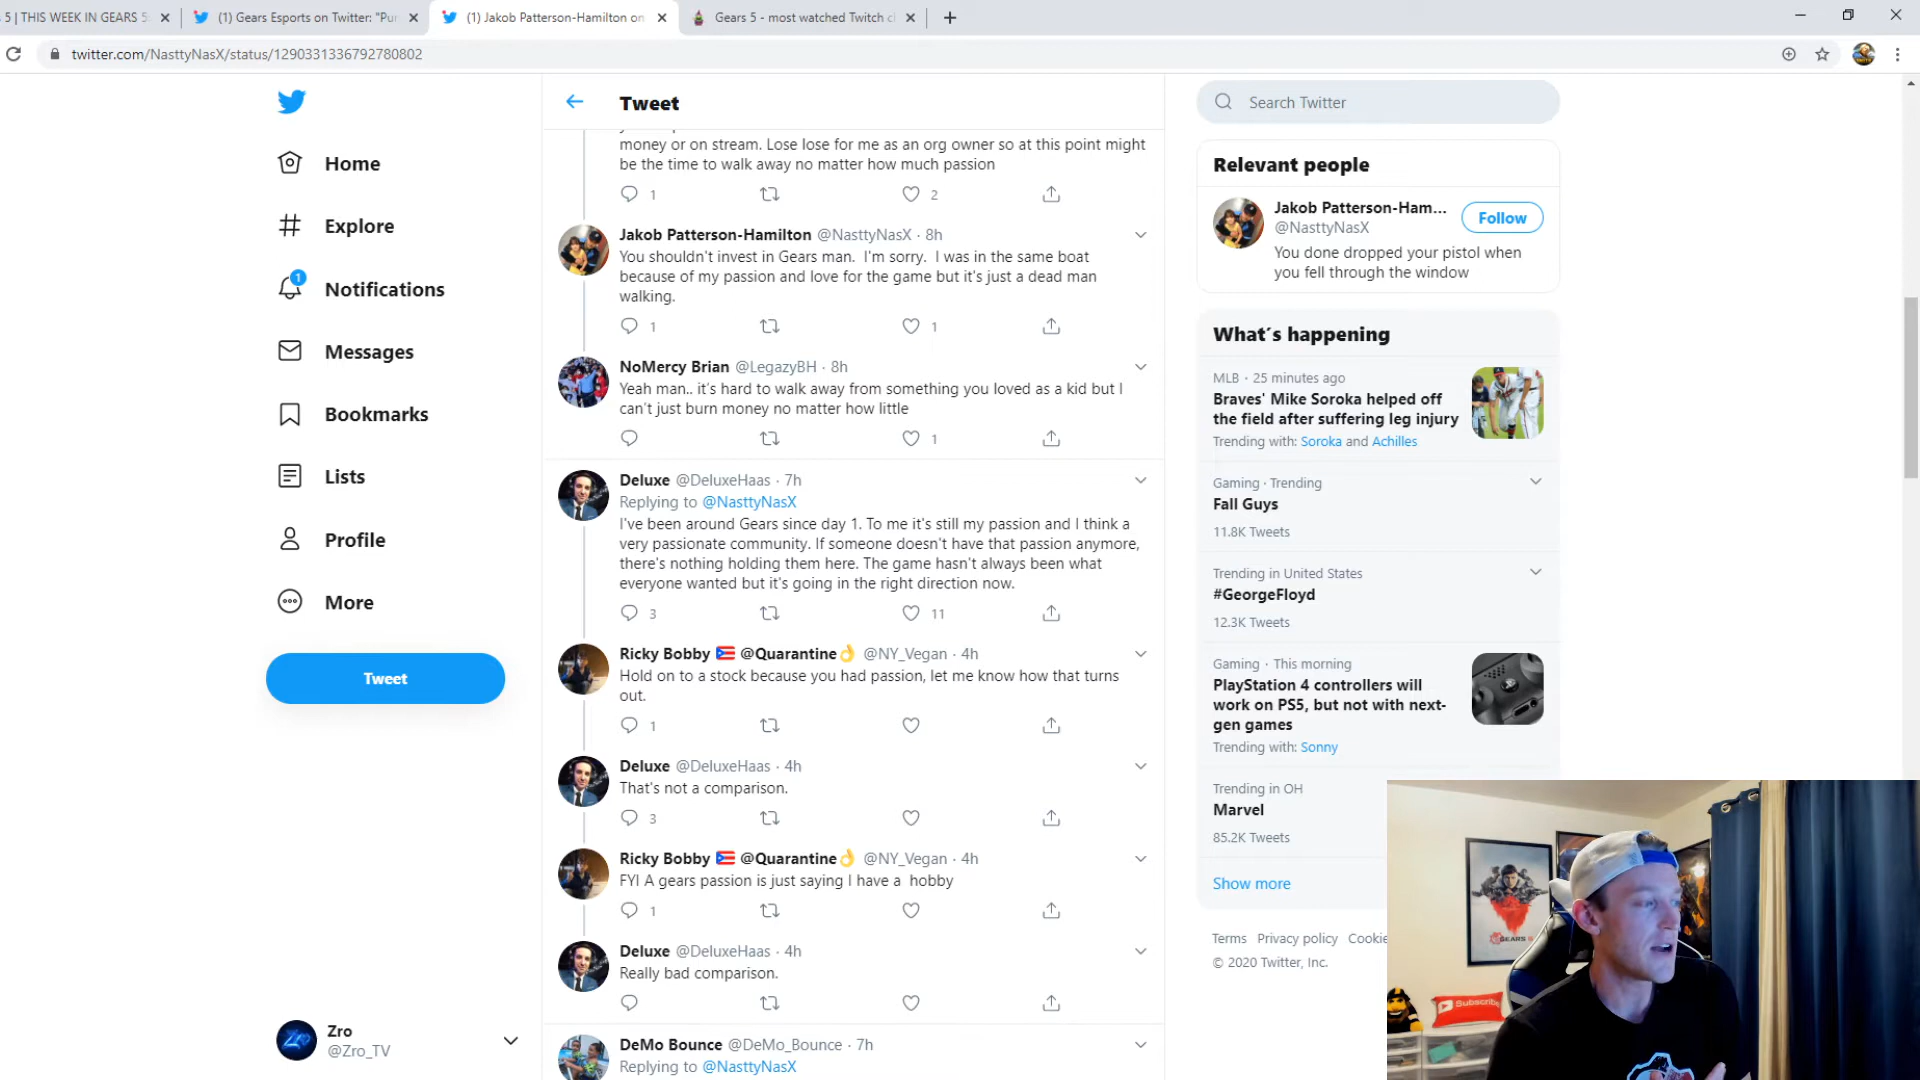 5 | THIS WEEK IN GEARS 5
(1) Gears Esports on Twitter: "Pur
(1) Jakob Patterson-Hamilton on
Gears 5 - most watched Twitch cl
twitter.com/NasttyNasX/status/1290331336792780802
Home
Explore
1
Notifications
Messages
Bookmarks
Lists
Profile
More
Tweet
Zro
@Zro_TV
Tweet
money or on stream. Lose lose for me as an org owner so at this point might
be the time to walk away no matter how much passion
1 2
Jakob Patterson-Hamilton @NasttyNasX · 8h
You shouldn't invest in Gears man. I'm sorry. I was in the same boat
because of my passion and love for the game but it's just a dead man
walking.
1 1
NoMercy Brian @LegazyBH · 8h
Yeah man.. it's hard to walk away from something you loved as a kid but I
can't just burn money no matter how little
1
Deluxe @DeluxeHaas · 7h
Replying to @NasttyNasX
I've been around Gears since day 1. To me it's still my passion and I think a
very passionate community. If someone doesn't have that passion anymore,
there's nothing holding them here. The game hasn't always been what
everyone wanted but it's going in the right direction now.
3 11
Ricky Bobby 🇵🇷 @Quarantine👌 @NY_Vegan · 4h
Hold on to a stock because you had passion, let me know how that turns
out.
1
Deluxe @DeluxeHaas · 4h
That's not a comparison.
3
Ricky Bobby 🇵🇷 @Quarantine👌 @NY_Vegan · 4h
FYI A gears passion is just saying I have a hobby
1
Deluxe @DeluxeHaas · 4h
Really bad comparison.
DeMo Bounce @DeMo_Bounce · 7h
Replying to @NasttyNasX
Search Twitter
Relevant people
Jakob Patterson-Ham...
@NasttyNasX
Follow
You done dropped your pistol when
you fell through the window
What's happening
MLB · 25 minutes ago
Braves' Mike Soroka helped off
the field after suffering leg injury
Trending with: Soroka and Achilles
Gaming · Trending
Fall Guys
11.8K Tweets
Trending in United States
#GeorgeFloyd
12.3K Tweets
Gaming · This morning
PlayStation 4 controllers will
work on PS5, but not with next-
gen games
Trending with: Sonny
Trending in OH
Marvel
85.2K Tweets
Show more
Terms Privacy policy Cookie
© 2020 Twitter, Inc.
GEARS
Subscribe